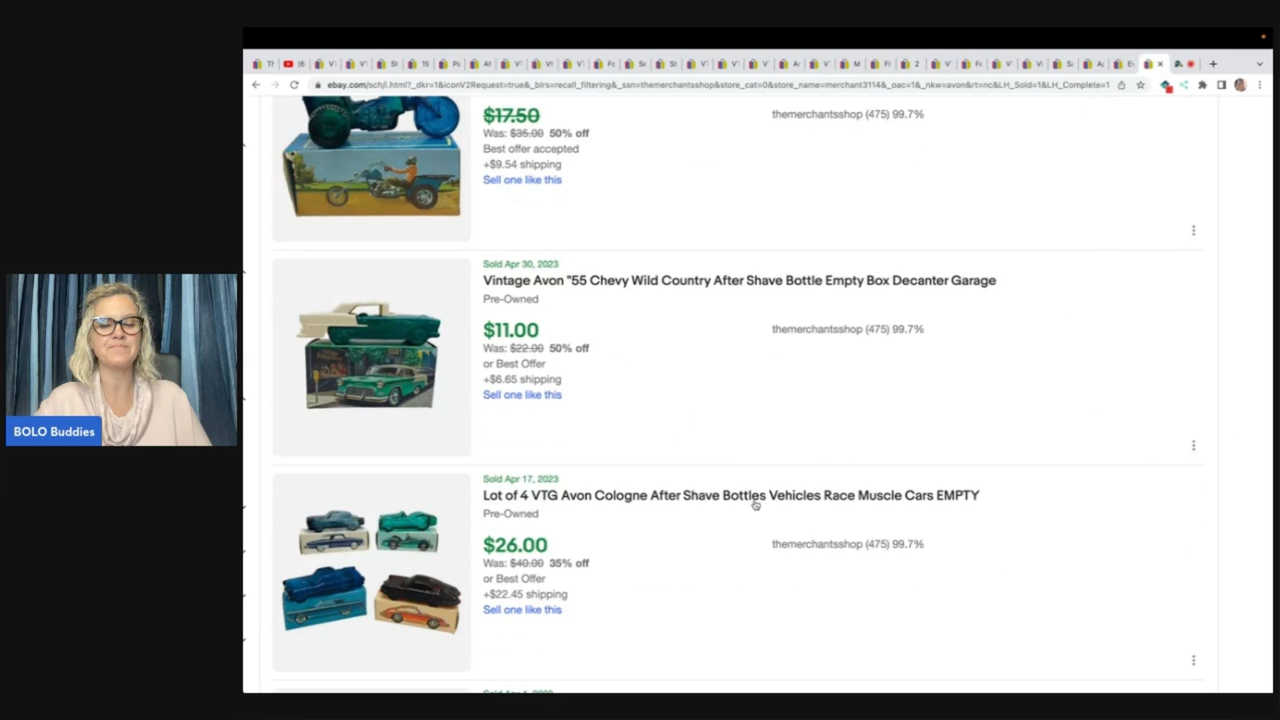 ebay.com/sch/i.html?_dkr=1&iconV2Request=true&_blrs=recall_filtering&_ssn=themerchantsshop&store_cat=0&store_name=merchant3114&_oac=1&_nkw=avon&rt=nc&LH_Sold=1&LH_Complete=1
$17.50
themerchantsshop (475) 99.7%
Was: $35.00 50% off
Best offer accepted
+$9.54 shipping
Sell one like this
Sold Apr 30, 2023
Vintage Avon "55 Chevy Wild Country After Shave Bottle Empty Box Decanter Garage
Pre-Owned
$11.00
themerchantsshop (475) 99.7%
Was: $22.00 50% off
or Best Offer
+$6.65 shipping
Sell one like this
BOLO Buddies
Sold Apr 17, 2023
Lot of 4 VTG Avon Cologne After Shave Bottles Vehicles Race Muscle Cars EMPTY
Pre-Owned
$26.00
themerchantsshop (475) 99.7%
Was: $40.00 35% off
or Best Offer
+$22.45 shipping
Sell one like this